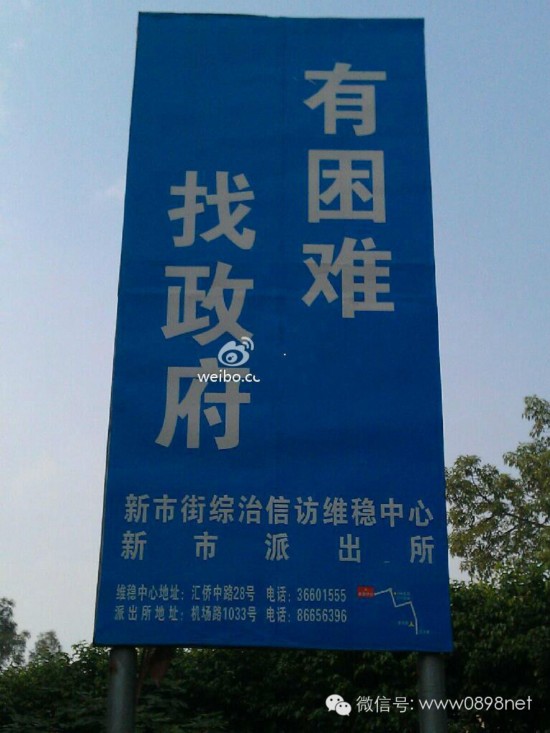 有困难
找政府
weibo.c
新市街综治信访维稳中心
新市派出所
维稳中心地址：汇侨中路28号 电话：36601555
派出所地址：机场路1033号 电话：86656396
微信号: www0898net